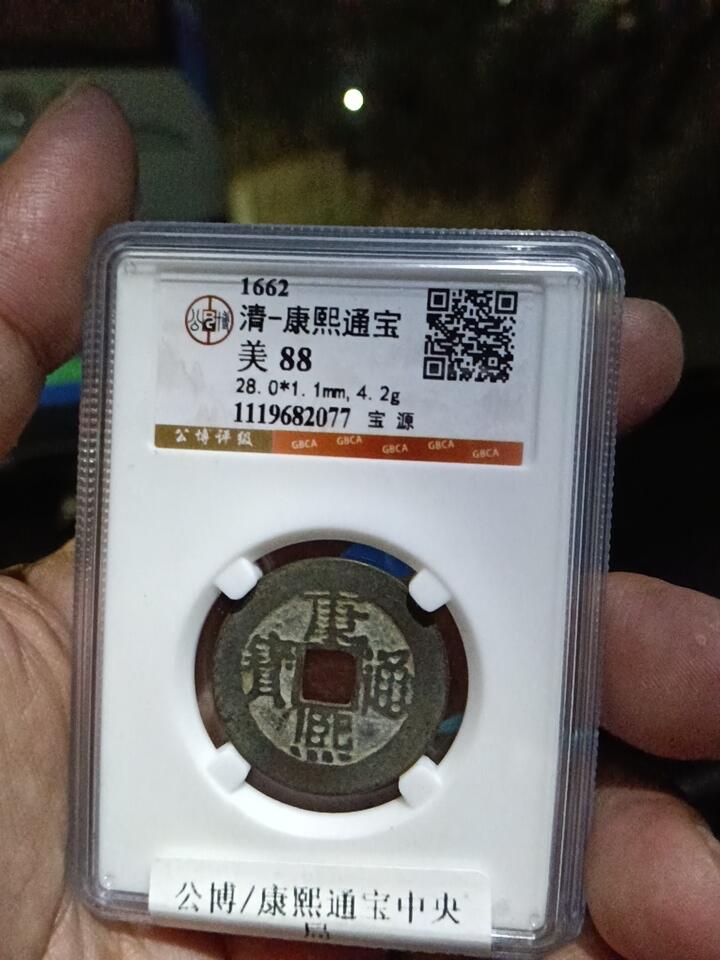 1662
清-康熙通宝
美 88
28.0*1.1mm, 4.2g
1119682077 宝 源
公博评级 GBCA GBCA GBCA GBCA GBCA
康
寶 通
熙
公博/康熙通宝中央
局